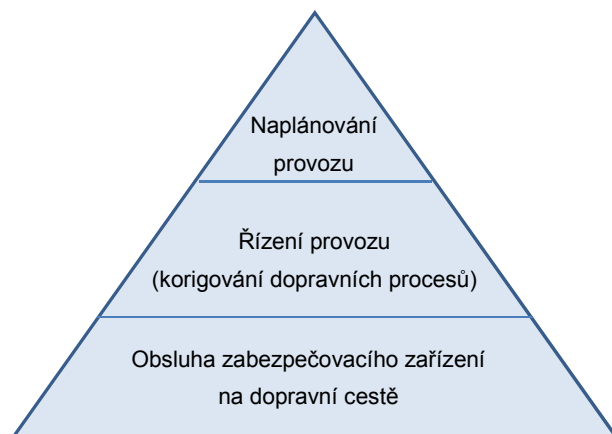 Naplánování
provozu
Řízení provozu
(korigování dopravních procesů)
Obsluha zabezpečovacího zařízení
na dopravní cestě